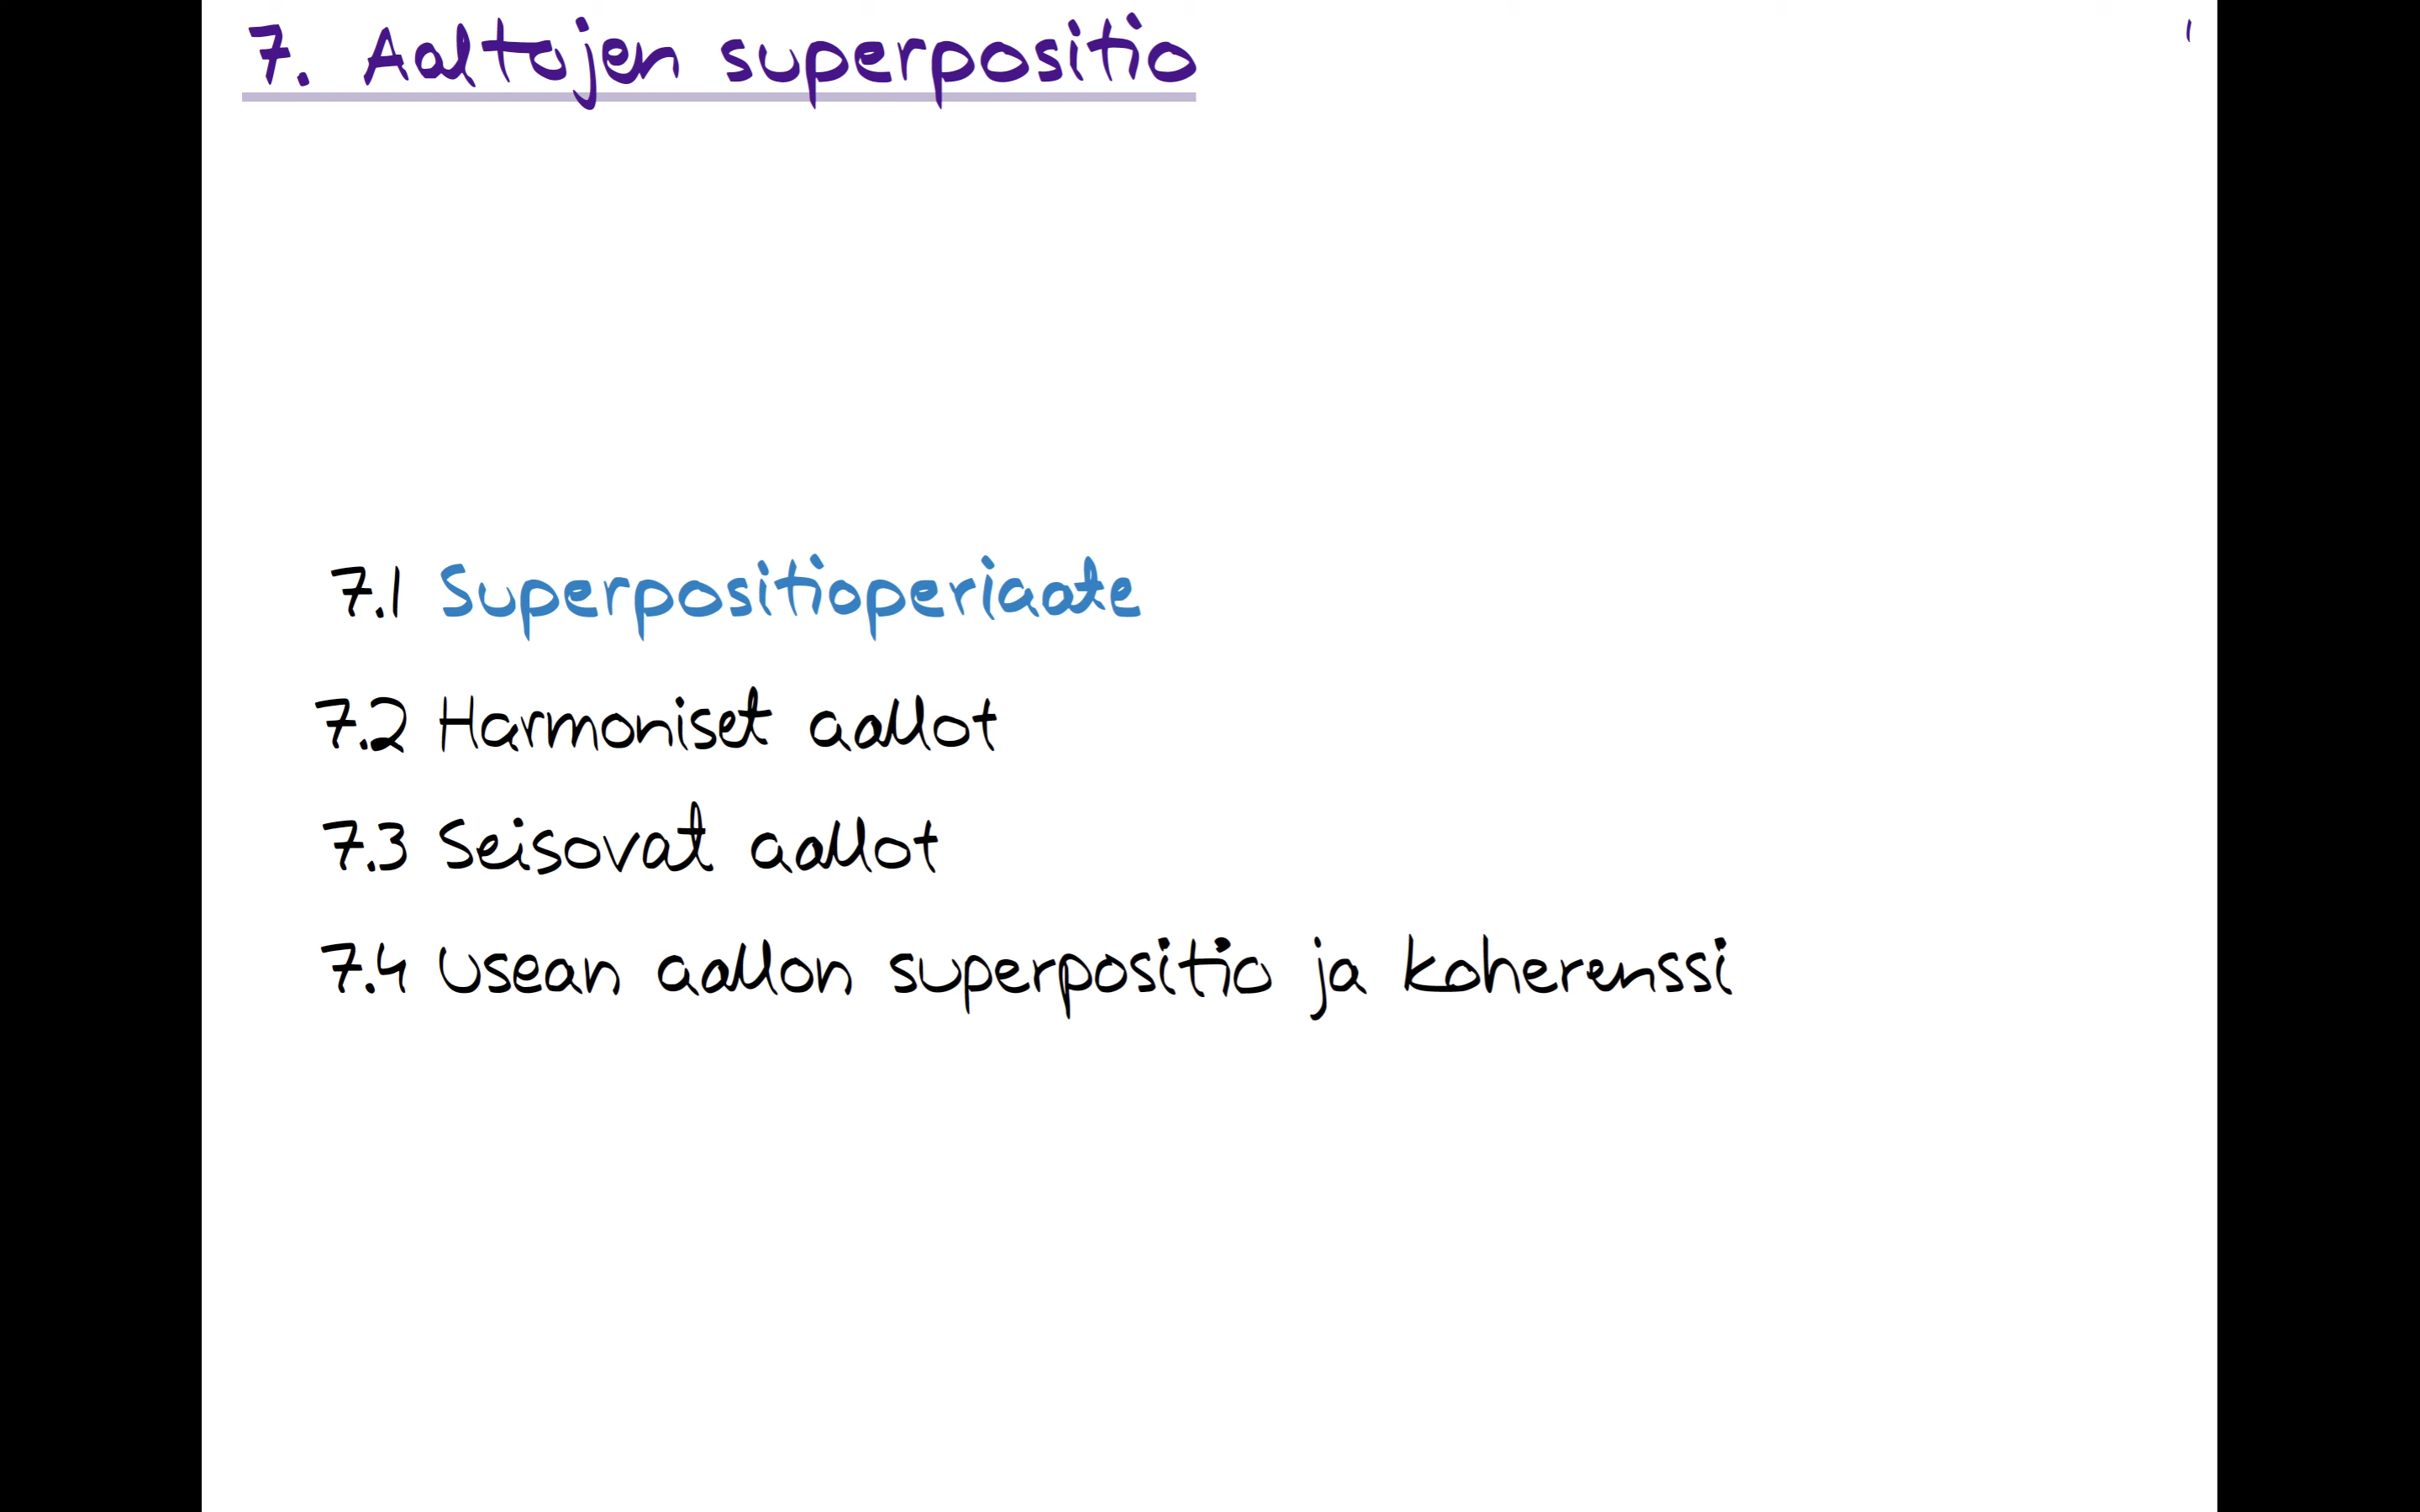 7. Aaltojen superpositio
7.1 Superpositioperiaate
7.2 Harmoniset aallot
7.3 Seisovat aallot
7.4 Usean aallon superpositio ja koherenssi